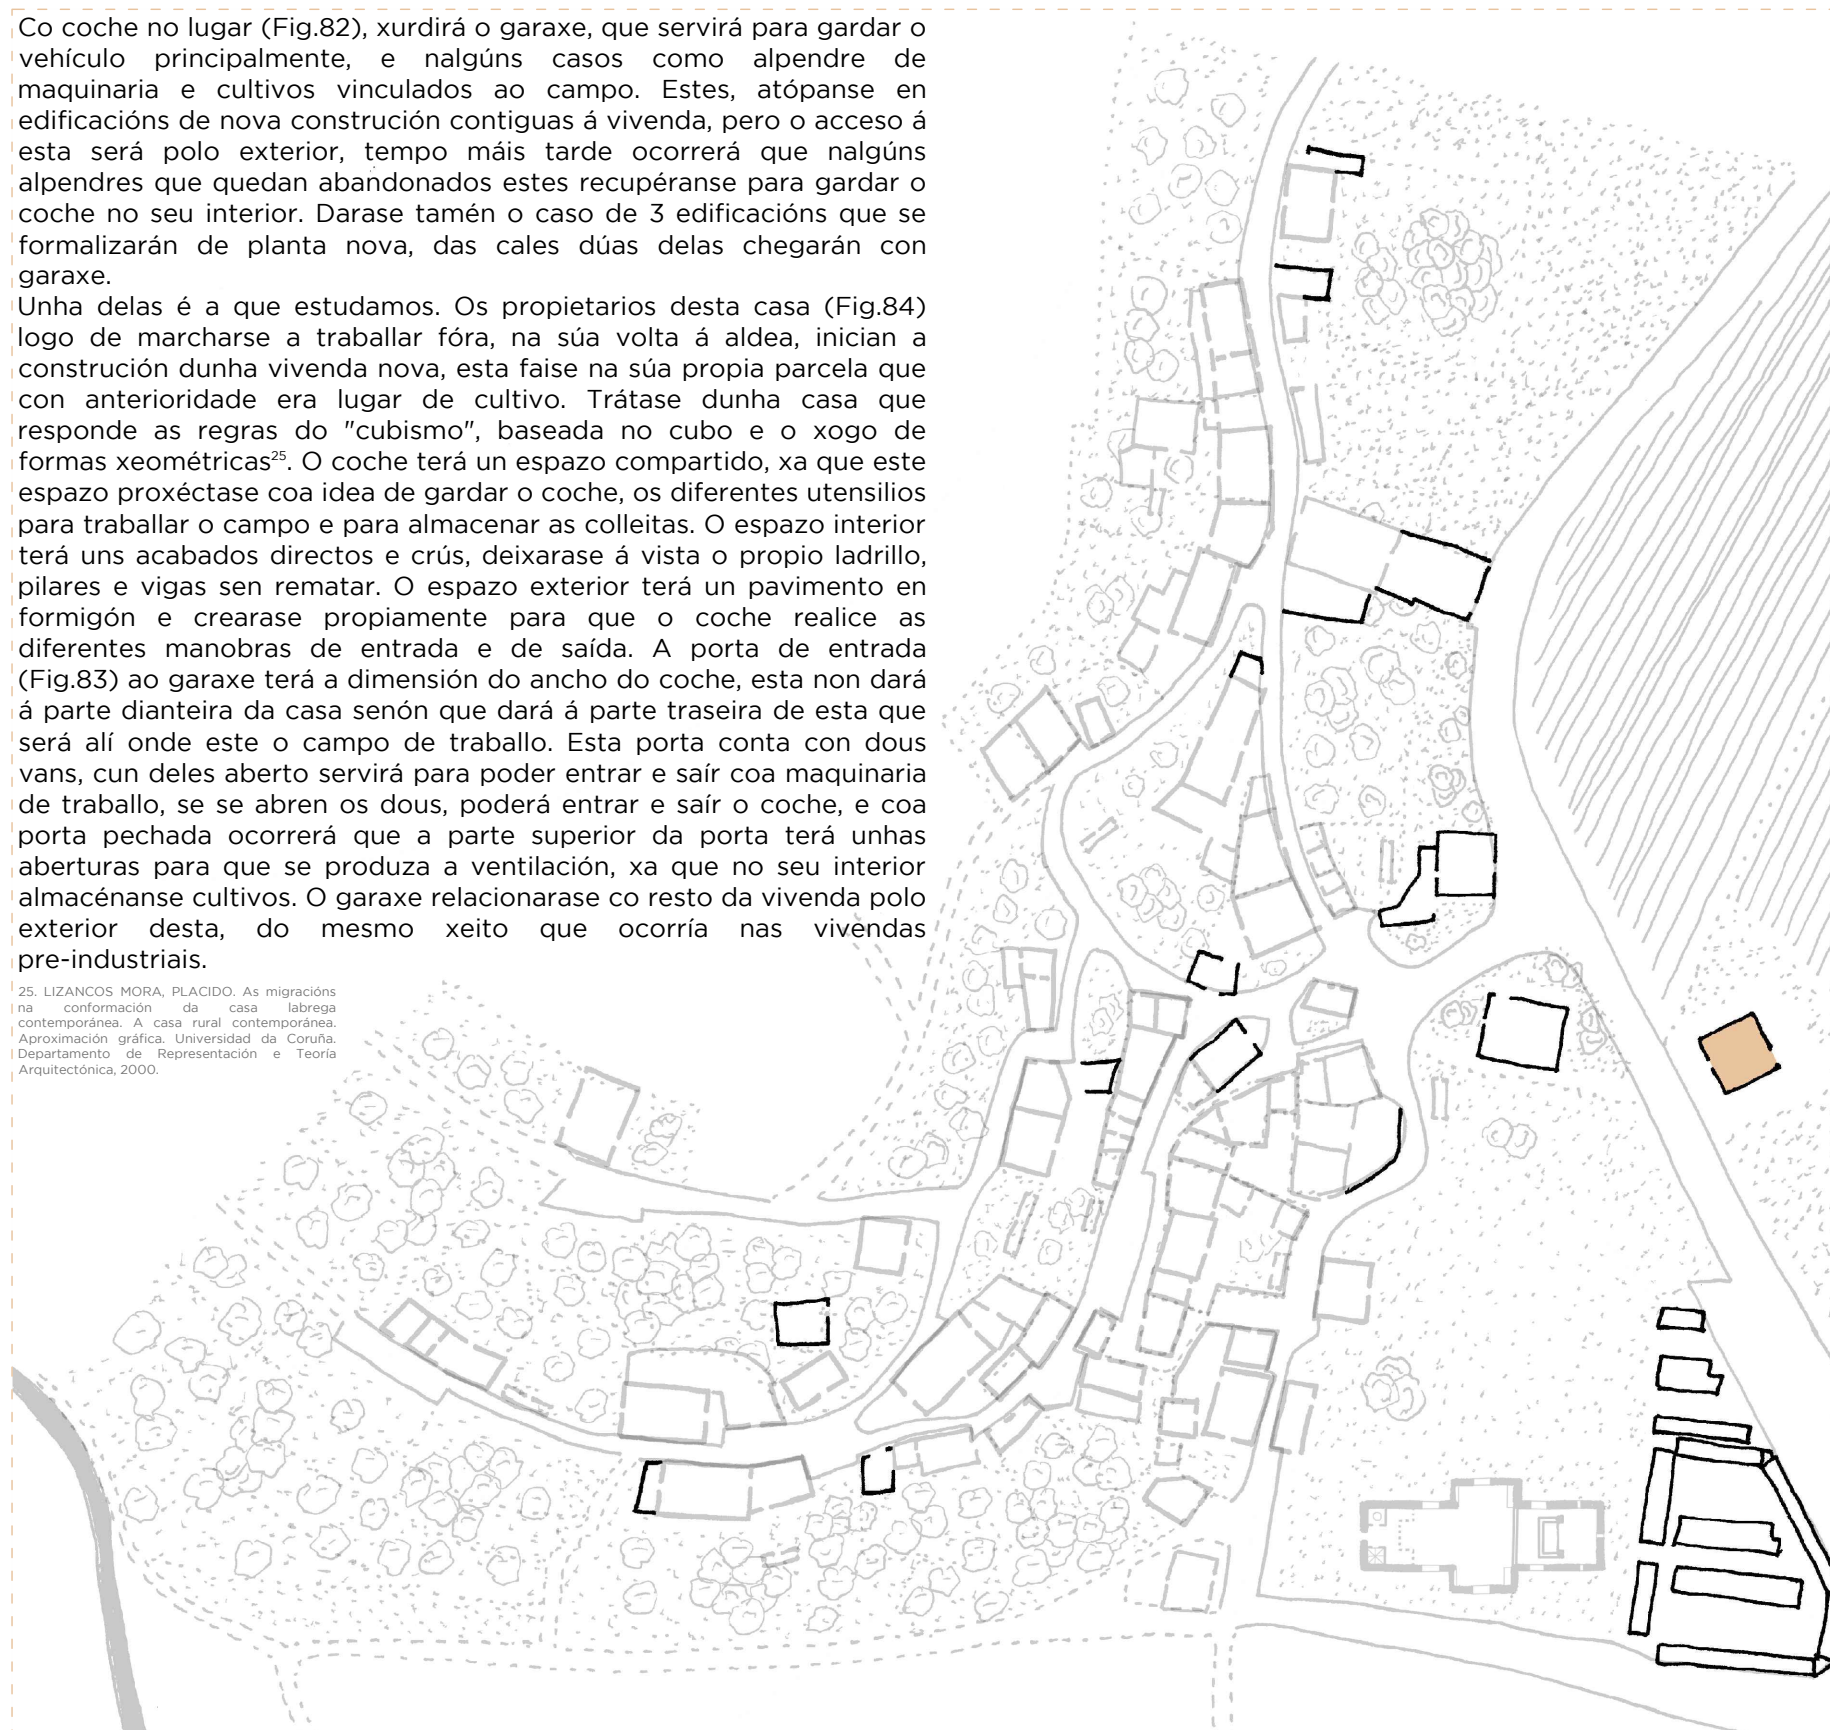 Co coche no lugar (Fig.82), xurdirá o garaxe, que servirá para gardar o
vehículo principalmente, e nalgúns casos como alpendre de
maquinaria e cultivos vinculados ao campo. Estes, atópanse en
edificacións de nova construción contiguas á vivenda, pero o acceso á
esta será polo exterior, tempo máis tarde ocorrerá que nalgúns
alpendres que quedan abandonados estes recupéranse para gardar o
coche no seu interior. Darase tamén o caso de 3 edificacións que se
formalizarán de planta nova, das cales dúas delas chegarán con
garaxe.
Unha delas é a que estudamos. Os propietarios desta casa (Fig.84)
logo de marcharse a traballar fóra, na súa volta á aldea, inician a
construción dunha vivenda nova, esta faise na súa propia parcela que
con anterioridade era lugar de cultivo. Trátase dunha casa que
responde as regras do "cubismo", baseada no cubo e o xogo de
formas xeométricas²⁵. O coche terá un espazo compartido, xa que este
espazo proxéctase coa idea de gardar o coche, os diferentes utensilios
para traballar o campo e para almacenar as colleitas. O espazo interior
terá uns acabados directos e crús, deixarase á vista o propio ladrillo,
pilares e vigas sen rematar. O espazo exterior terá un pavimento en
formigón e crearase propiamente para que o coche realice as
diferentes manobras de entrada e de saída. A porta de entrada
(Fig.83) ao garaxe terá a dimensión do ancho do coche, esta non dará
á parte dianteira da casa senón que dará á parte traseira de esta que
será alí onde este o campo de traballo. Esta porta conta con dous
vans, cun deles aberto servirá para poder entrar e saír coa maquinaria
de traballo, se se abren os dous, poderá entrar e saír o coche, e coa
porta pechada ocorrerá que a parte superior da porta terá unhas
aberturas para que se produza a ventilación, xa que no seu interior
almacénanse cultivos. O garaxe relacionarase co resto da vivenda polo
exterior desta, do mesmo xeito que ocorría nas vivendas
pre-industriais.
25. LIZANCOS MORA, PLACIDO. As migracións
na conformación da casa labrega
contemporánea. A casa rural contemporánea.
Aproximación gráfica. Universidad da Coruña.
Departamento de Representación e Teoría
Arquitectónica, 2000.